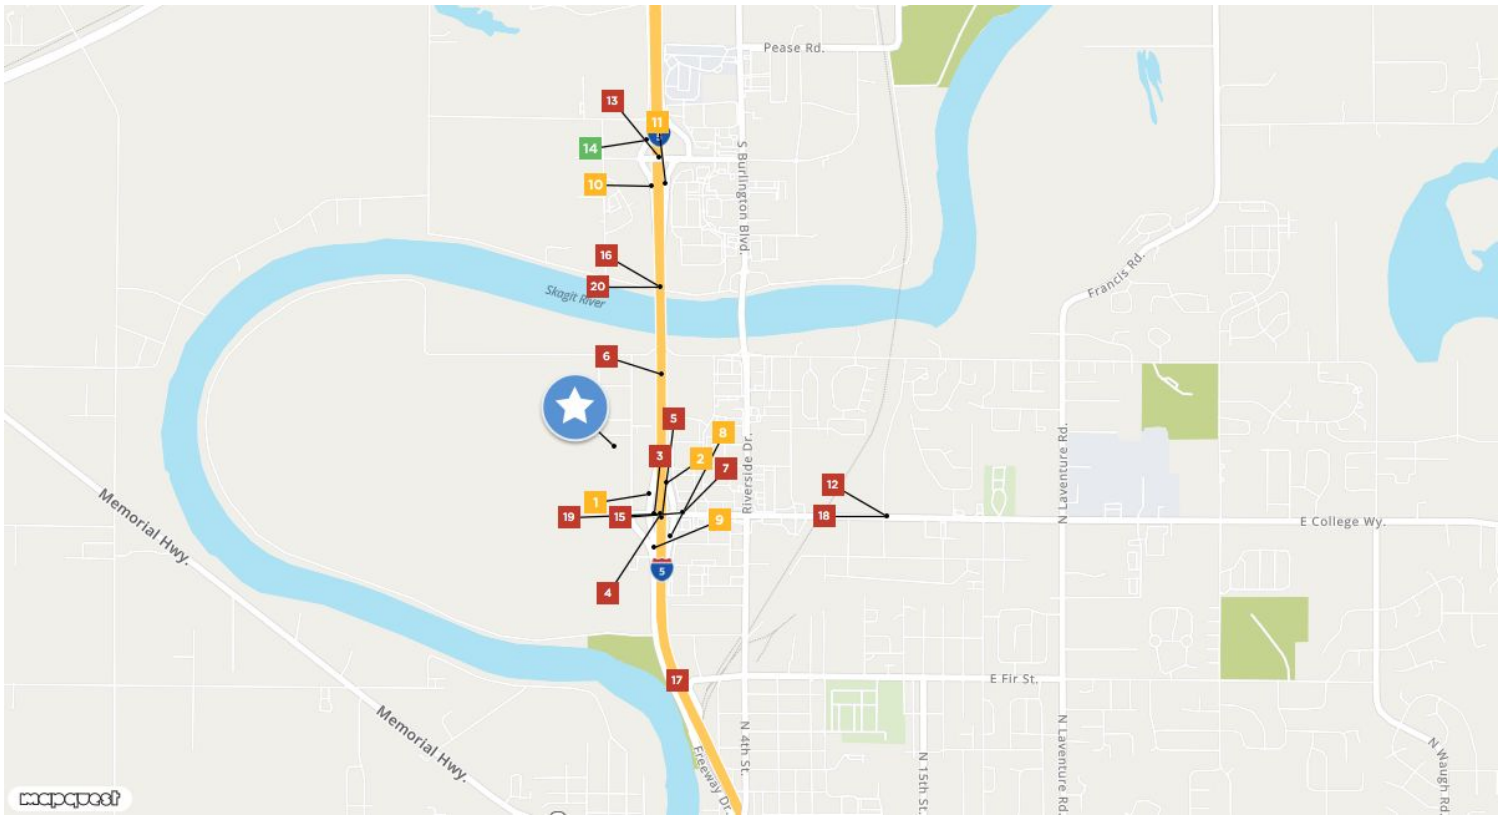 Pease Rd.
13
11
5
14
10
S Burlington Blvd.
16
20
Skagit River
Francis Rd.
6
5
8
3
2
7
Riverside Dr.
N Laventure Rd.
12
1
19
15
9
18
E College Wy.
Memorial Hwy.
5
4
17
E Fir St.
Memorial Hwy.
N 4th St.
Freeway Dr.
N 15th St.
N Laventure Rd.
N Waugh Rd.
mapquest